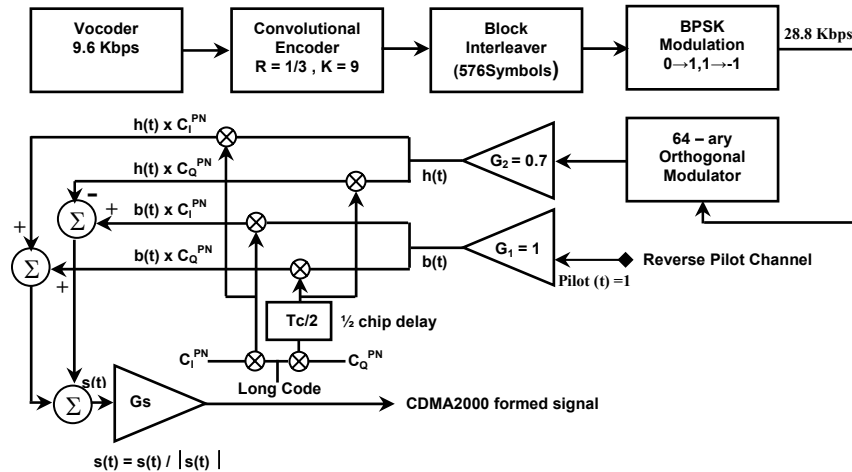 Vocoder
9.6 Kbps
Convolutional
Encoder
R = 1/3 , K = 9
Block
Interleaver
(576Symbols)
BPSK
Modulation
0→1,1→-1
28.8 Kbps
h(t) x C_I^PN
h(t) x C_Q^PN
h(t)
G₂ = 0.7
64 – ary
Orthogonal
Modulator
–
Σ
+
b(t) x C_I^PN
+
b(t) x C_Q^PN
b(t)
G₁ = 1
Reverse Pilot Channel
Pilot (t) =1
Σ
+
Tc/2
½ chip delay
C_I^PN
C_Q^PN
Long Code
s(t)
Σ
Gs
CDMA2000 formed signal
s(t) = s(t) / |s(t)|